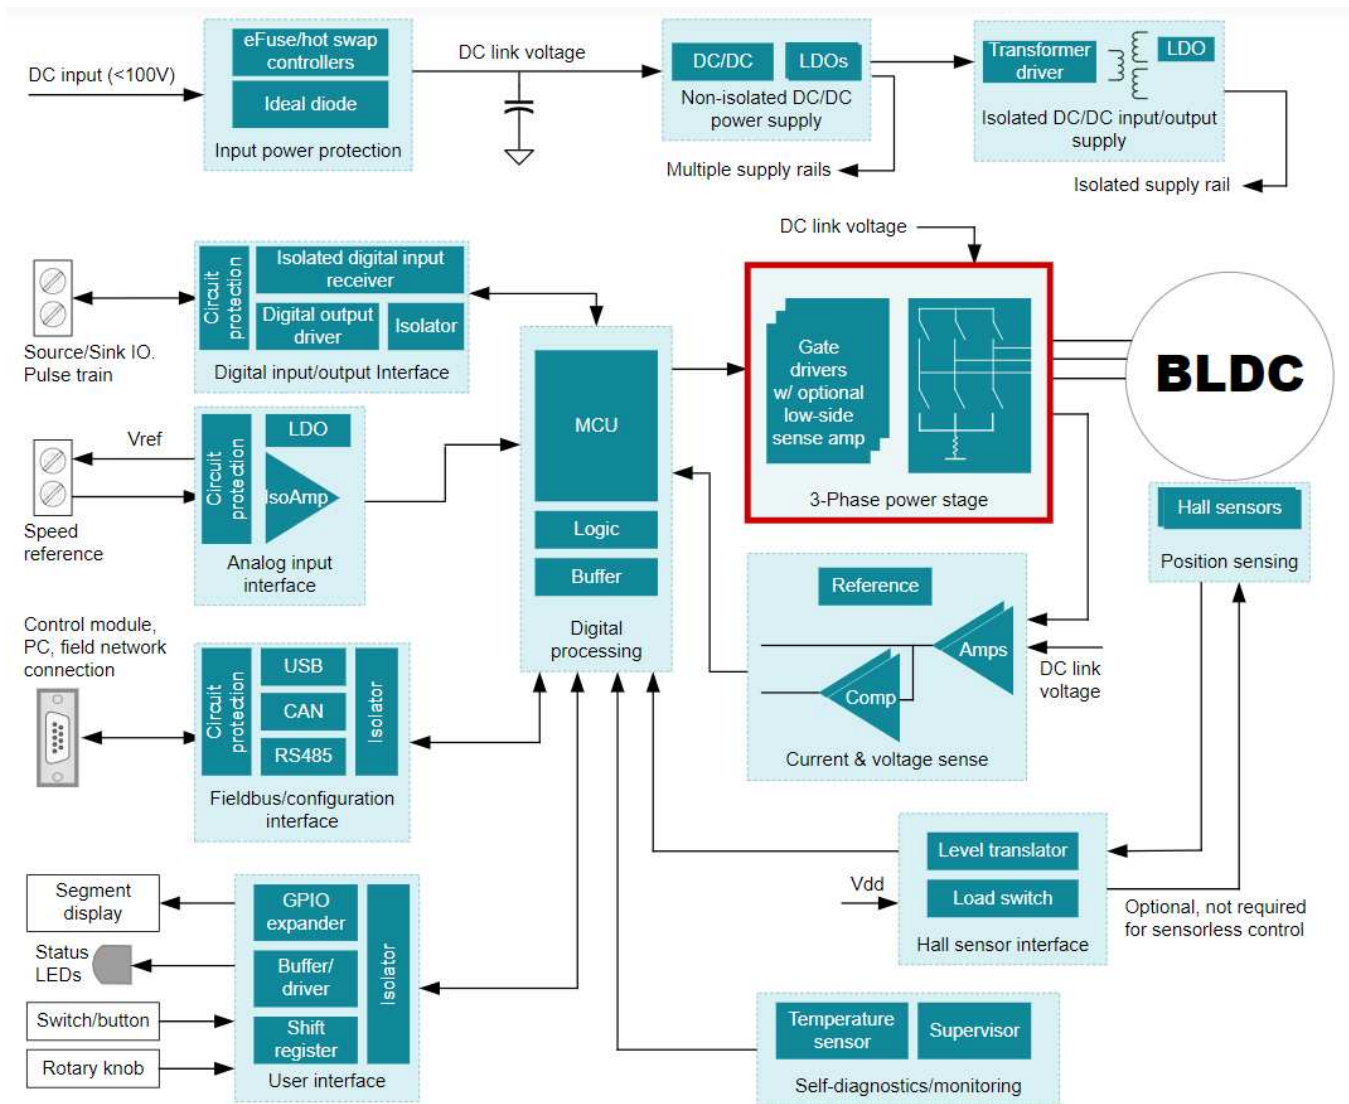 DC input (<100V)
eFuse/hot swap
controllers
Ideal diode
Input power protection
DC link voltage
DC/DC
LDOs
Non-isolated DC/DC
power supply
Multiple supply rails
Transformer
driver
LDO
Isolated DC/DC input/output
supply
Isolated supply rail
Source/Sink IO.
Pulse train
Circuit
protection
Isolated digital input
receiver
Digital output
driver
Isolator
Digital input/output Interface
Vref
Speed
reference
Circuit
protection
LDO
IsoAmp
Analog input
interface
Control module,
PC, field network
connection
Circuit
protection
USB
CAN
RS485
Isolator
Fieldbus/configuration
interface
Segment
display
Status
LEDs
Switch/button
Rotary knob
GPIO
expander
Buffer/
driver
Shift
register
Isolator
User interface
MCU
Logic
Buffer
Digital
processing
DC link voltage
Gate
drivers
w/ optional
low-side
sense amp
3-Phase power stage
BLDC
Hall sensors
Position sensing
Reference
Amps
Comp
DC link
voltage
Current & voltage sense
Vdd
Level translator
Load switch
Hall sensor interface
Optional, not required
for sensorless control
Temperature
sensor
Supervisor
Self-diagnostics/monitoring